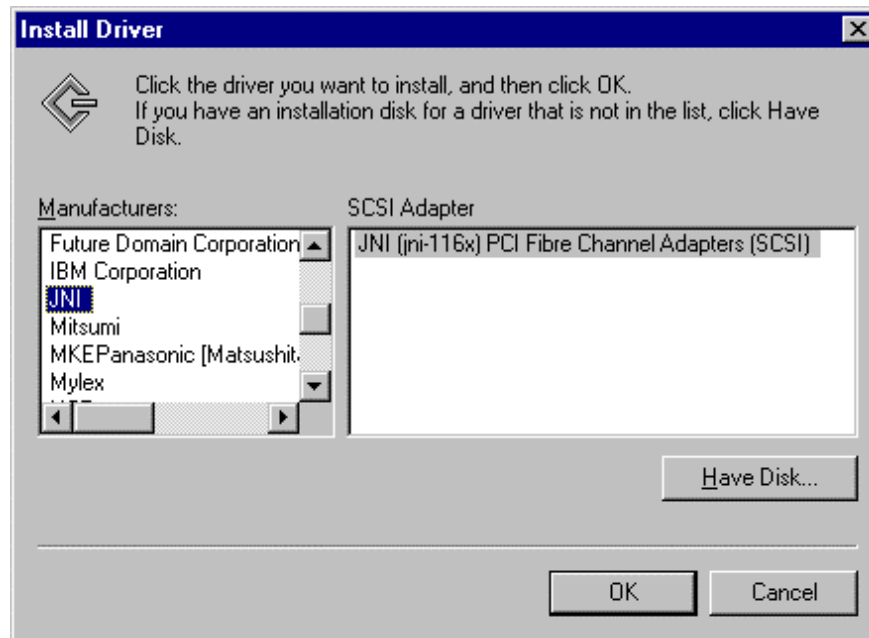 Install Driver
Click the driver you want to install, and then click OK.
If you have an installation disk for a driver that is not in the list, click Have
Disk.
Manufacturers:
SCSI Adapter
Future Domain Corporation
IBM Corporation
JNI
Mitsumi
MKEPanasonic [Matsushit
Mylex
JNI (jni-116x) PCI Fibre Channel Adapters (SCSI)
Have Disk...
OK
Cancel